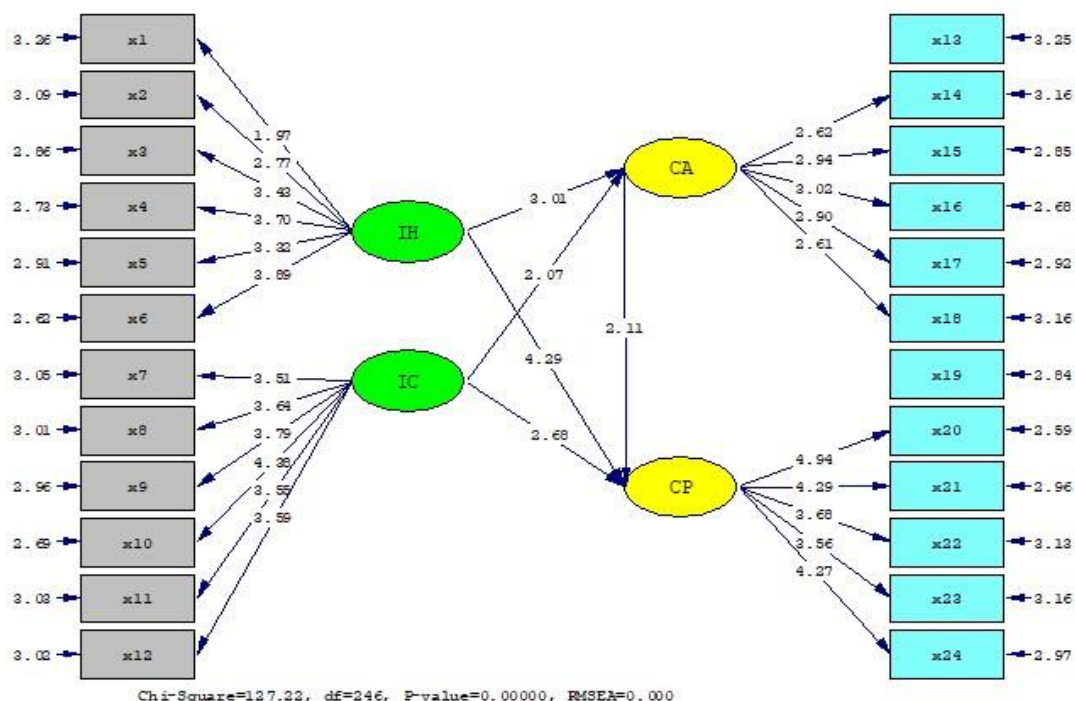 3.26 x1
3.09 x2
2.86 x3
2.73 x4
2.91 x5
2.62 x6
3.05 x7
3.01 x8
2.96 x9
2.69 x10
3.03 x11
3.02 x12
1.97
2.77
3.43
3.70
3.32
3.89
3.51
3.64
3.79
4.38
3.55
3.59
IH
IC
3.01
2.07
4.29
2.68
2.11
CA
CP
2.62
2.94
3.02
2.90
2.61
4.94
4.29
3.68
3.56
4.27
x13 3.25
x14 3.16
x15 2.85
x16 2.68
x17 2.92
x18 3.16
x19 2.84
x20 2.59
x21 2.96
x22 3.13
x23 3.16
x24 2.97
Chi-Square=127.22, df=246, P-value=0.00000, RMSEA=0.000